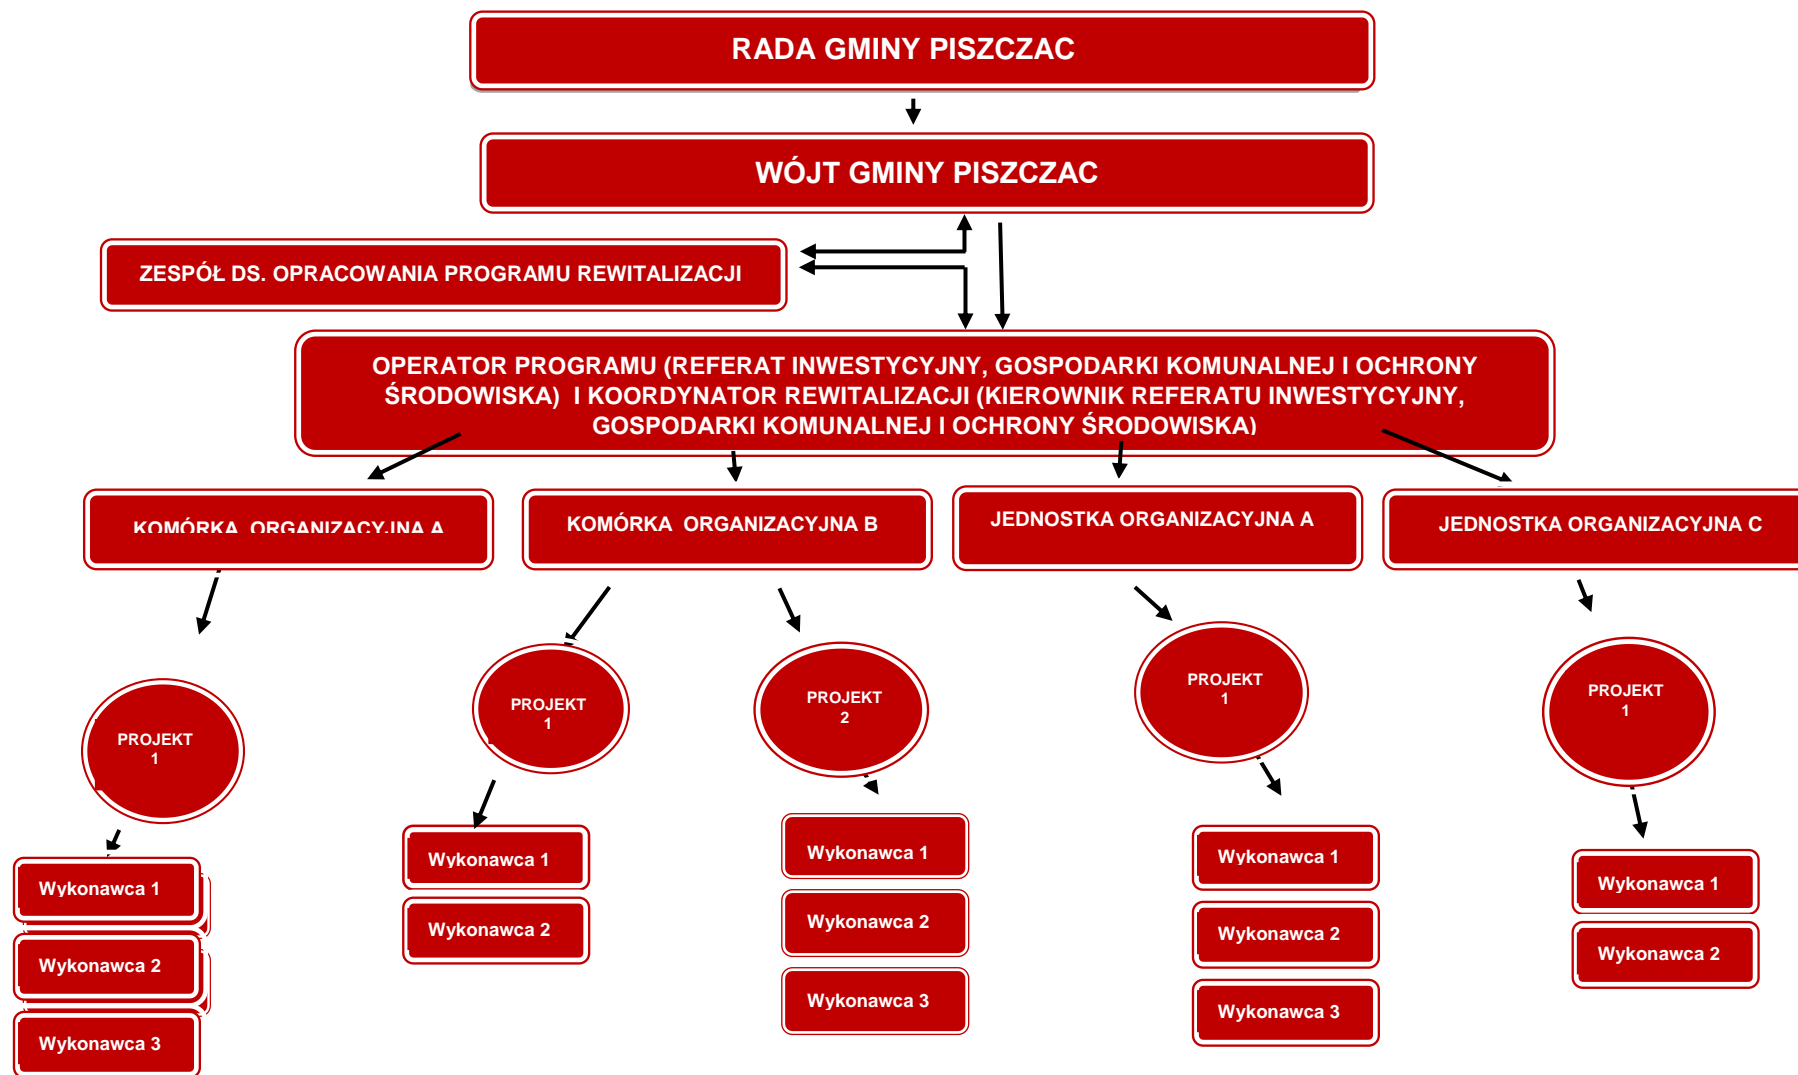 RADA GMINY PISZCZAC
WÓJT GMINY PISZCZAC
ZESPÓŁ DS. OPRACOWANIA PROGRAMU REWITALIZACJI
OPERATOR PROGRAMU (REFERAT INWESTYCYJNY, GOSPODARKI KOMUNALNEJ I OCHRONY
ŚRODOWISKA) I KOORDYNATOR REWITALIZACJI (KIEROWNIK REFERATU INWESTYCYJNY,
GOSPODARKI KOMUNALNEJ I OCHRONY ŚRODOWISKA)
KOMÓRKA ORGANIZACYJNA A
KOMÓRKA ORGANIZACYJNA B
JEDNOSTKA ORGANIZACYJNA A
JEDNOSTKA ORGANIZACYJNA C
PROJEKT
1
PROJEKT
1
PROJEKT
2
PROJEKT
1
PROJEKT
1
Wykonawca 1
Wykonawca 2
Wykonawca 3
Wykonawca 1
Wykonawca 2
Wykonawca 1
Wykonawca 2
Wykonawca 3
Wykonawca 1
Wykonawca 2
Wykonawca 3
Wykonawca 1
Wykonawca 2